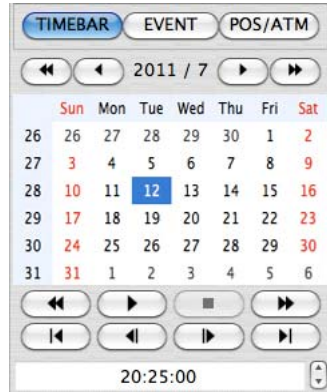 TIMEBAR EVENT POS/ATM
2011 / 7
Sun Mon Tue Wed Thu Fri Sat
26 26 27 28 29 30 1 2
27 3 4 5 6 7 8 9
28 10 11 12 13 14 15 16
29 17 18 19 20 21 22 23
30 24 25 26 27 28 29 30
31 31 1 2 3 4 5 6
20:25:00